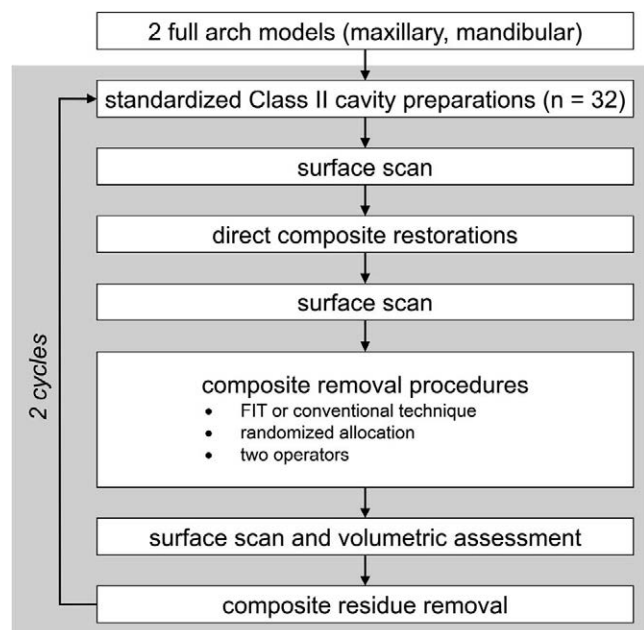 2 full arch models (maxillary, mandibular)
standardized Class II cavity preparations (n = 32)
surface scan
direct composite restorations
surface scan
2 cycles
composite removal procedures
• FIT or conventional technique
• randomized allocation
• two operators
surface scan and volumetric assessment
composite residue removal